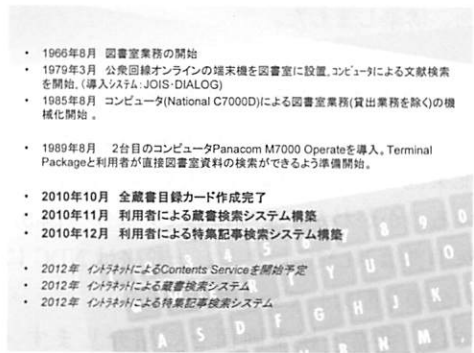 ・ 1966年8月 図書室業務の開始
・ 1979年3月 公衆回線オンラインの端末機を図書室に設置,コンピュータによる文献検索
を開始,(導入システム:JOIS·DIALOG)
・ 1985年8月 コンピュータ(National C7000D)による図書室業務(貸出業務を除く)の機
械化開始 。
・ 1989年8月 2台目のコンピュータPanacom M7000 Operateを導入。Terminal
Packageと利用者が直接図書室資料の検索ができるよう準備開始。
・ 2010年10月 全蔵書目録カード作成完了
・ 2010年11月 利用者による蔵書検索システム構築
・ 2010年12月 利用者による特集記事検索システム構築
・ 2012年 イントラネットによるContents Serviceを開始予定
・ 2012年 イントラネットによる蔵書検索システム
・ 2012年 イントラネットによる特集記事検索システム